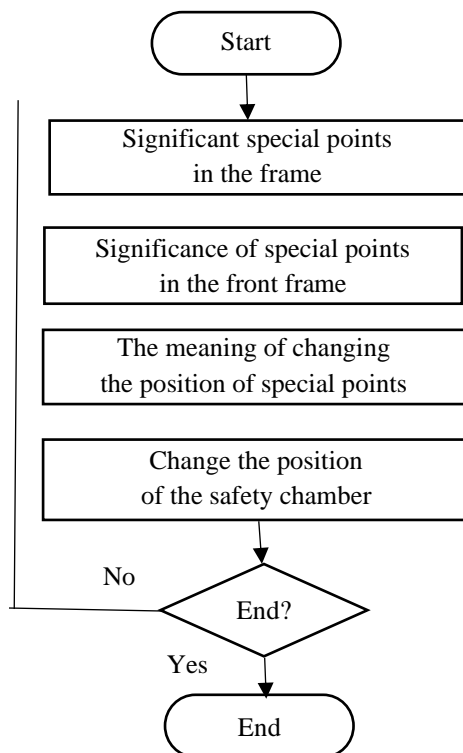 Start
Significant special points
in the frame
Significance of special points
in the front frame
The meaning of changing
the position of special points
Change the position
of the safety chamber
No
End?
Yes
End